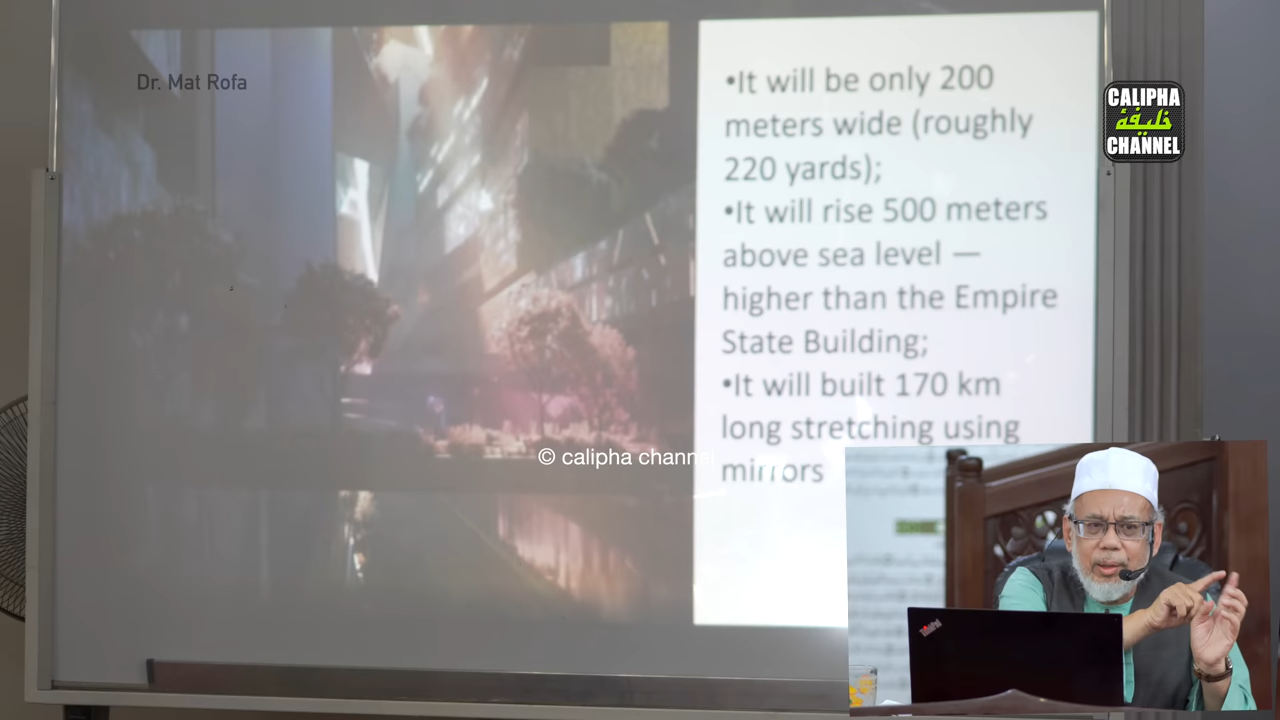 Dr. Mat Rofa
•It will be only 200
meters wide (roughly
220 yards);
•It will rise 500 meters
above sea level —
higher than the Empire
State Building;
•It will built 170 km
long stretching using
mirrors
CALIPHA
خليفة
CHANNEL
© calipha channel
ThinkPad